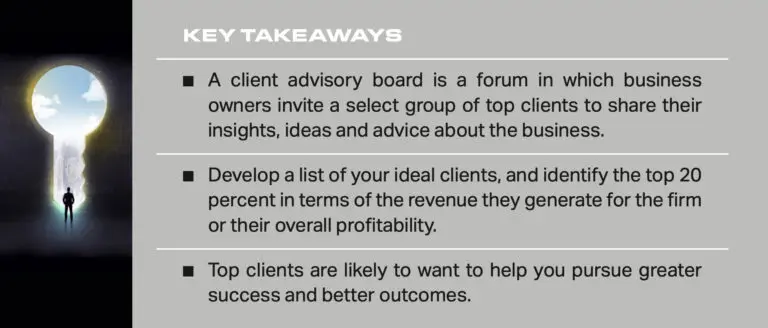 KEY TAKEAWAYS
■ A client advisory board is a forum in which business
owners invite a select group of top clients to share their
insights, ideas and advice about the business.
■ Develop a list of your ideal clients, and identify the top 20
percent in terms of the revenue they generate for the firm
or their overall profitability.
■ Top clients are likely to want to help you pursue greater
success and better outcomes.